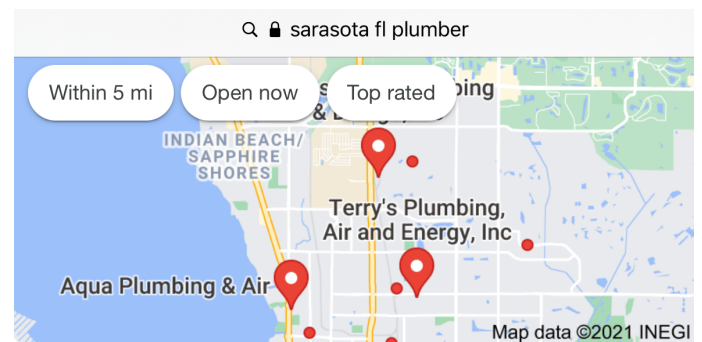 sarasota fl plumber
Within 5 mi
Open now
Top rated
INDIAN BEACH/
SAPPHIRE
SHORES
Terry's Plumbing,
Air and Energy, Inc
Aqua Plumbing & Air
Map data ©2021 INEGI